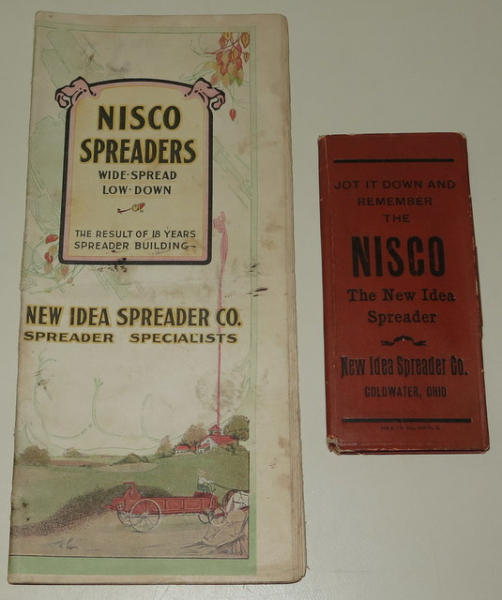 NISCO
SPREADERS
WIDE-SPREAD
LOW-DOWN
THE RESULT OF 18 YEARS
SPREADER BUILDING
NEW IDEA SPREADER CO.
SPREADER SPECIALISTS
JOT IT DOWN AND
REMEMBER
THE
NISCO
The New Idea
Spreader
New Idea Spreader Co.
COLDWATER, OHIO